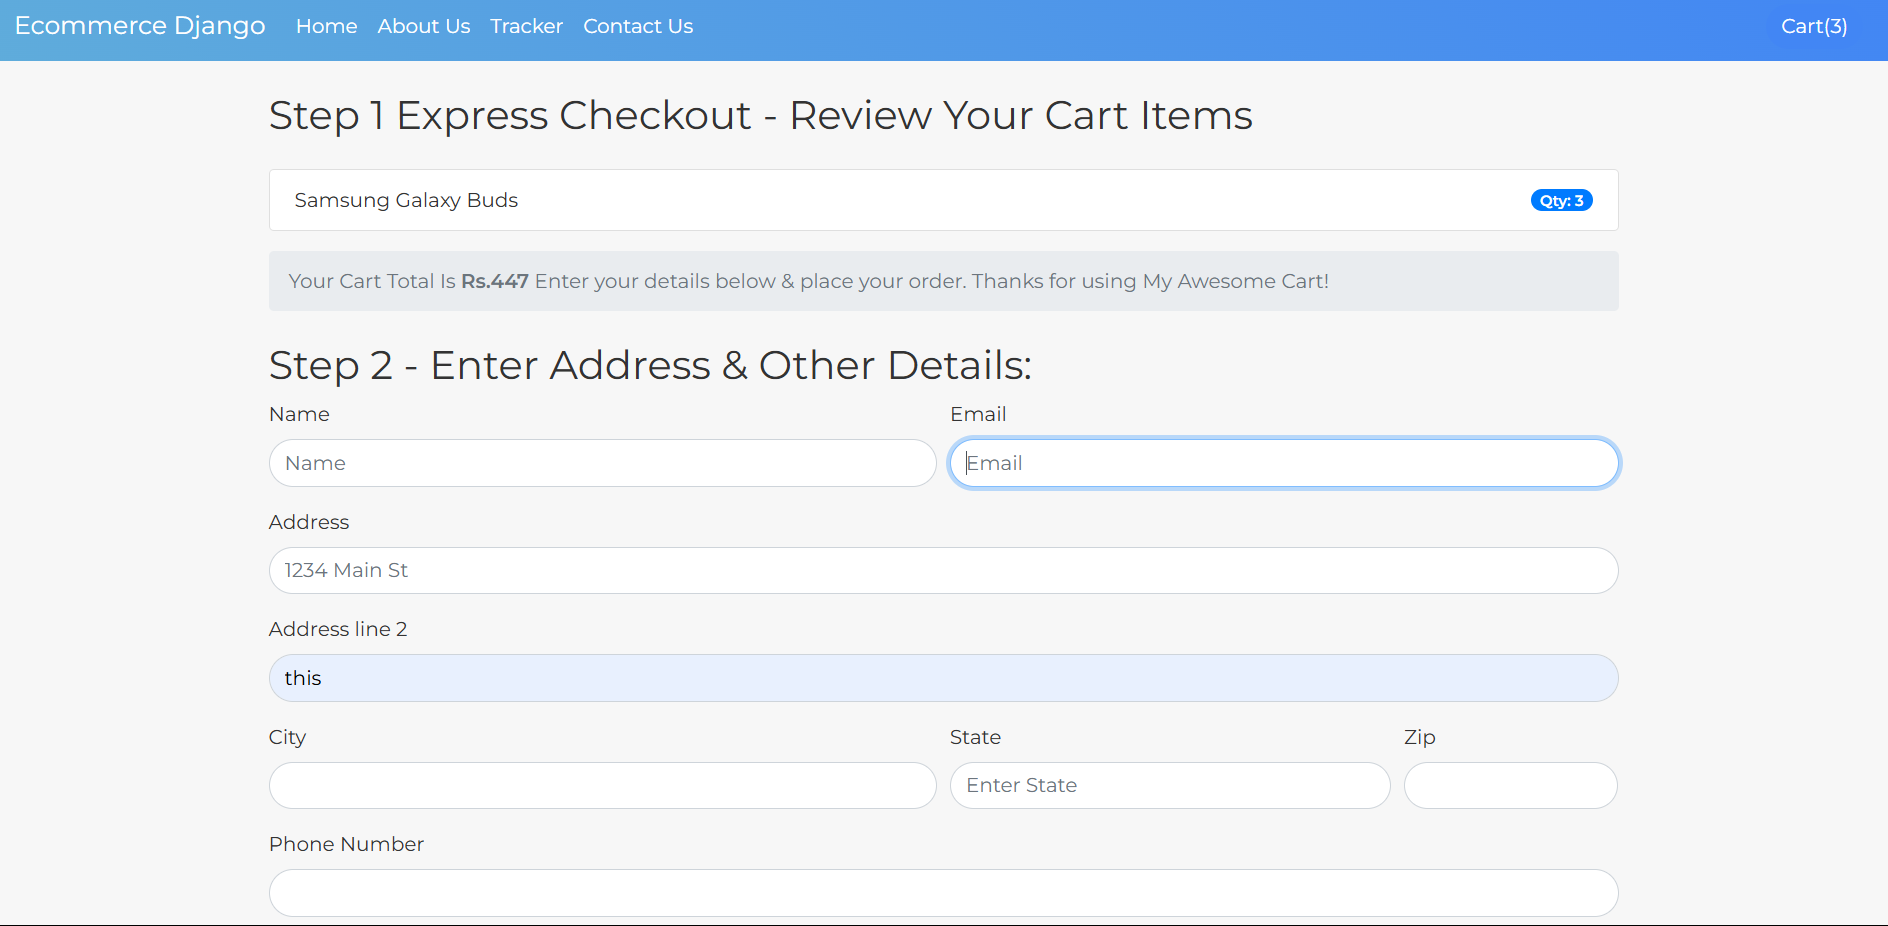 Ecommerce Django Home About Us Tracker Contact Us Cart(3)
Step 1 Express Checkout - Review Your Cart Items
Samsung Galaxy Buds Qty: 3
Your Cart Total Is Rs.447 Enter your details below & place your order. Thanks for using My Awesome Cart!
Step 2 - Enter Address & Other Details:
Name Email
Name Email
Address
1234 Main St
Address line 2
this
City State Zip
Enter State
Phone Number